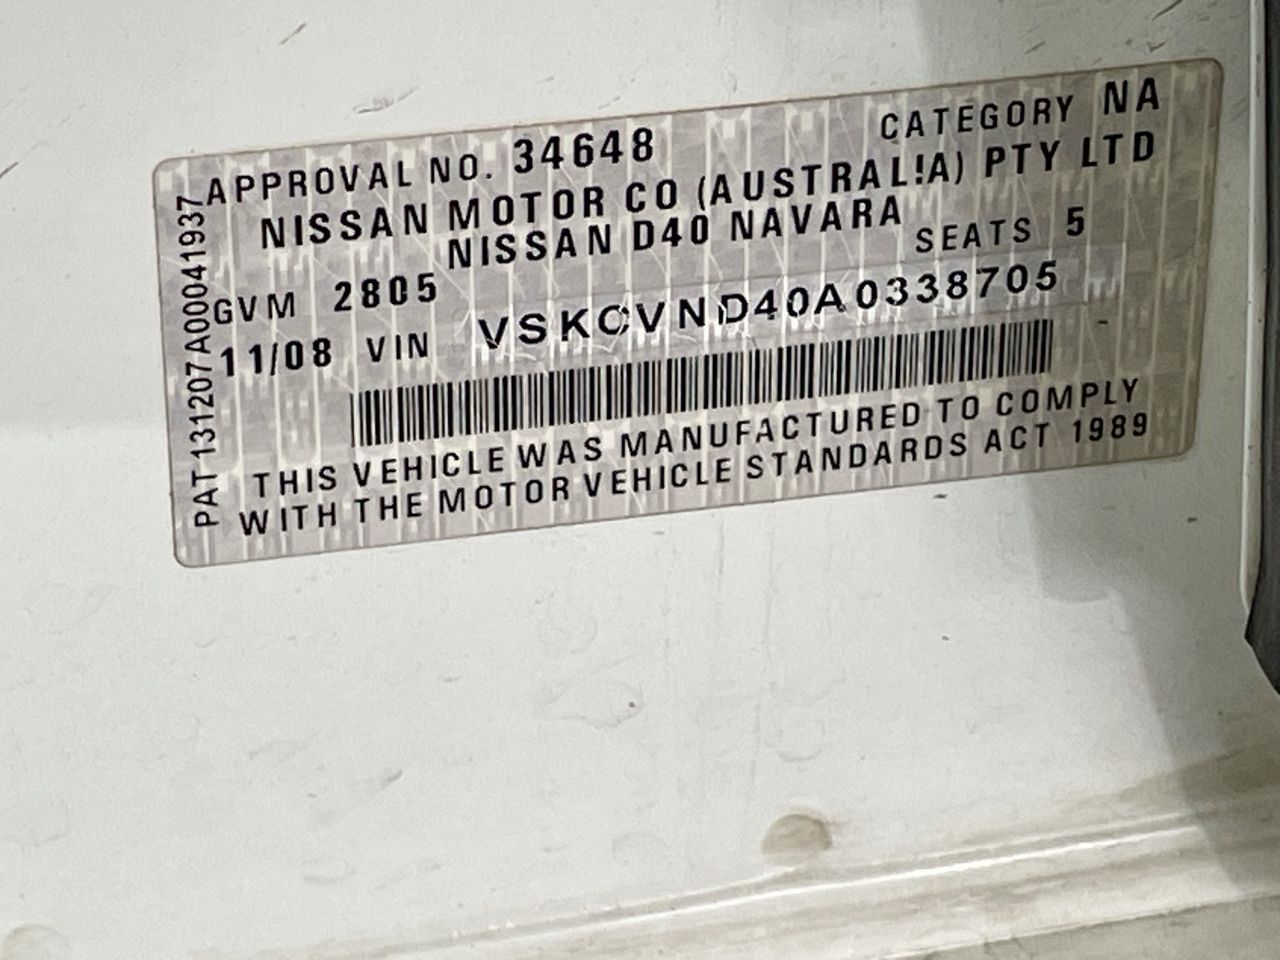 APPROVAL NO. 34648 CATEGORY NA
NISSAN MOTOR CO (AUSTRAL!A) PTY LTD
NISSAN D40 NAVARA
GVM 2805 SEATS 5
11/08 VIN VSKCVND40A0338705
THIS VEHICLE WAS MANUFACTURED TO COMPLY
WITH THE MOTOR VEHICLE STANDARDS ACT 1989
PAT 131207A00041937